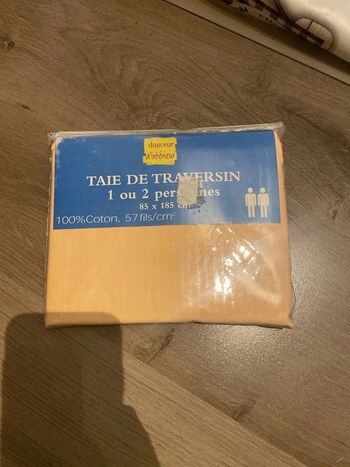 douceur
d'intérieur
TAIE DE TRAVERSIN
1 ou 2 personnes
85 x 185 cm
100%Coton, 57fils/cm²